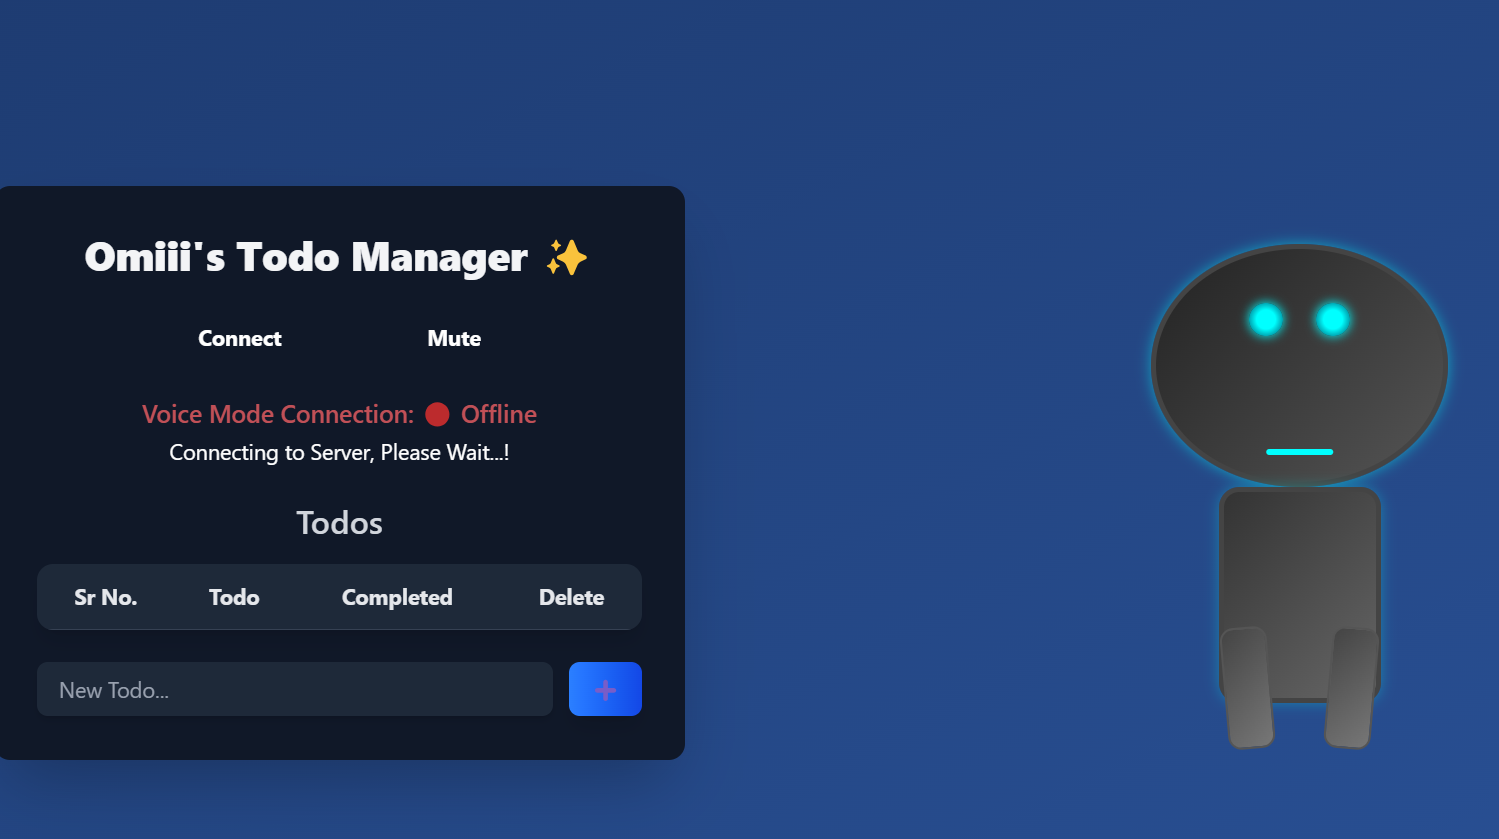 Omiii's Todo Manager ✨
Connect Mute
Voice Mode Connection: 🔴 Offline
Connecting to Server, Please Wait...!
Todos
Sr No. Todo Completed Delete
New Todo... +